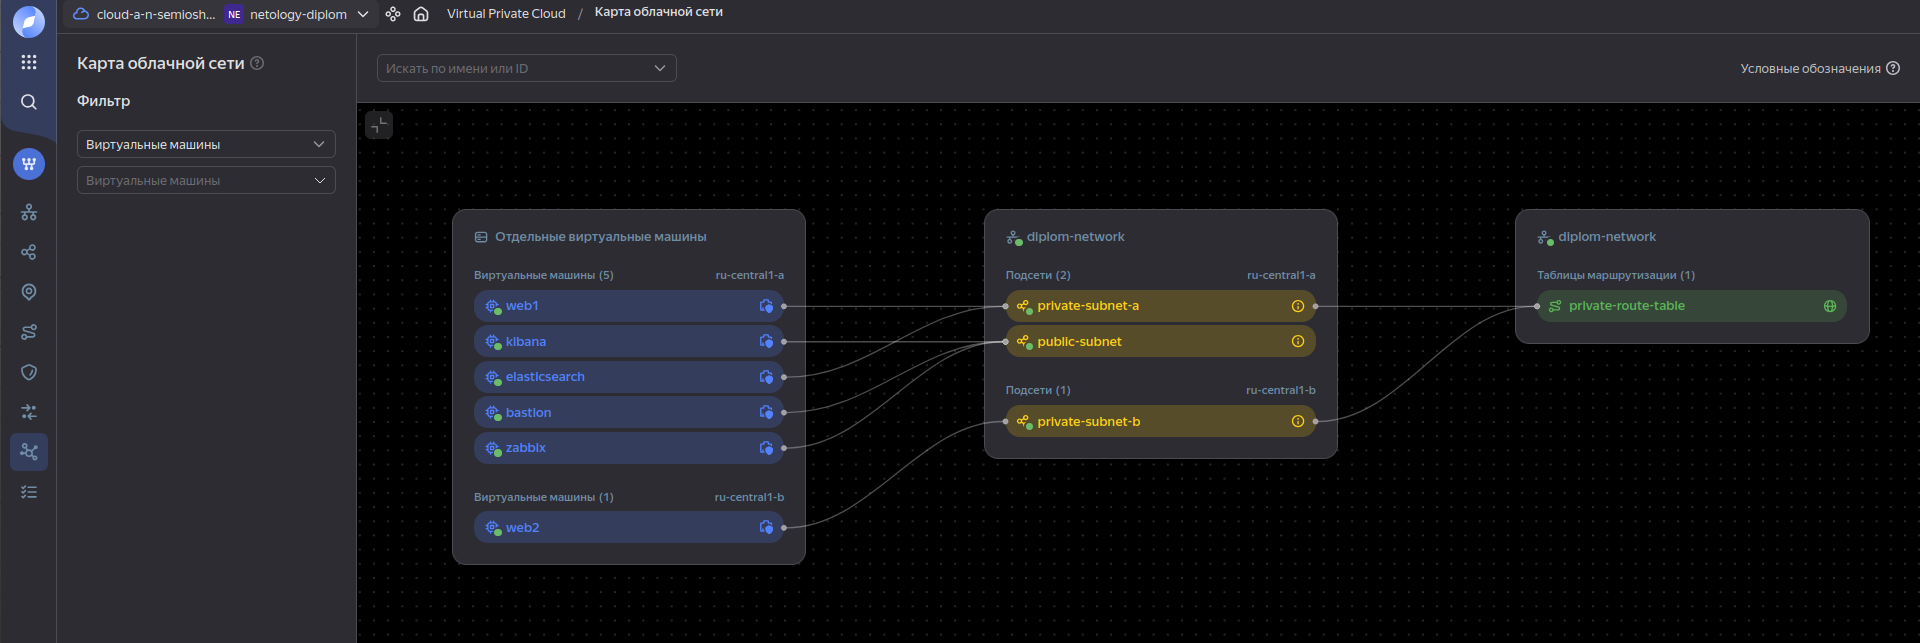 cloud-a-n-semiosh... NE netology-diplom Virtual Private Cloud / Карта облачной сети
Карта облачной сети
Фильтр
Виртуальные машины
Виртуальные машины
Искать по имени или ID
Условные обозначения
Отдельные виртуальные машины
Виртуальные машины (5) ru-central1-a
web1
kibana
elasticsearch
bastion
zabbix
Виртуальные машины (1) ru-central1-b
web2
diplom-network
Подсети (2) ru-central1-a
private-subnet-a
public-subnet
Подсети (1) ru-central1-b
private-subnet-b
diplom-network
Таблицы маршрутизации (1)
private-route-table